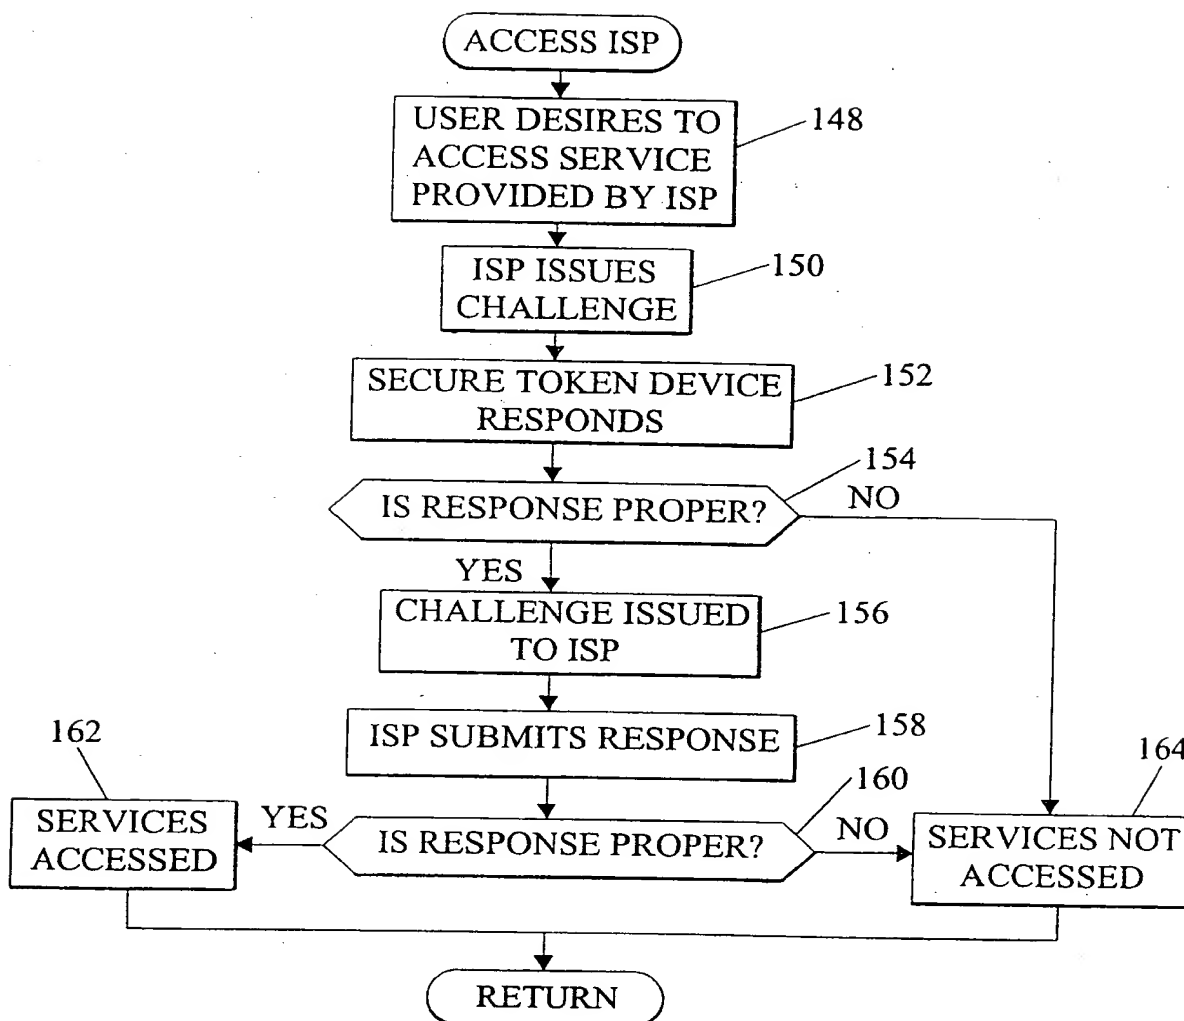 ACCESS ISP
USER DESIRES TO
ACCESS SERVICE
PROVIDED BY ISP
148
ISP ISSUES
CHALLENGE
150
SECURE TOKEN DEVICE
RESPONDS
152
IS RESPONSE PROPER?
154
NO
YES
CHALLENGE ISSUED
TO ISP
156
ISP SUBMITS RESPONSE
158
IS RESPONSE PROPER?
160
YES
NO
162
SERVICES
ACCESSED
164
SERVICES NOT
ACCESSED
RETURN